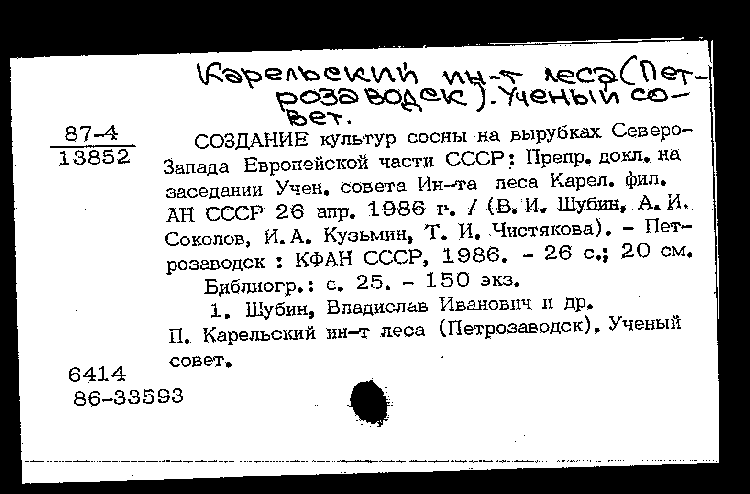 Карельский ин-т леса (Пет-
розаводск). Ученый со-
вет.
87-4
13852
СОЗДАНИЕ культур сосны на вырубках Северо-
Запада Европейской части СССР: Препр. докл. на
заседании Учен. совета Ин-та леса Карел. фил.
АН СССР 26 апр. 1986 г. / (В. И. Шубин, А. И.
Соколов, И. А. Кузьмин, Т. И. Чистякова). - Пет-
розаводск : КФАН СССР, 1986. - 26 с.; 20 см.
Библиогр.: с. 25. - 150 экз.
1. Шубин, Владислав Иванович и др.
П. Карельский ин-т леса (Петрозаводск). Ученый
совет.
6414
86-33593